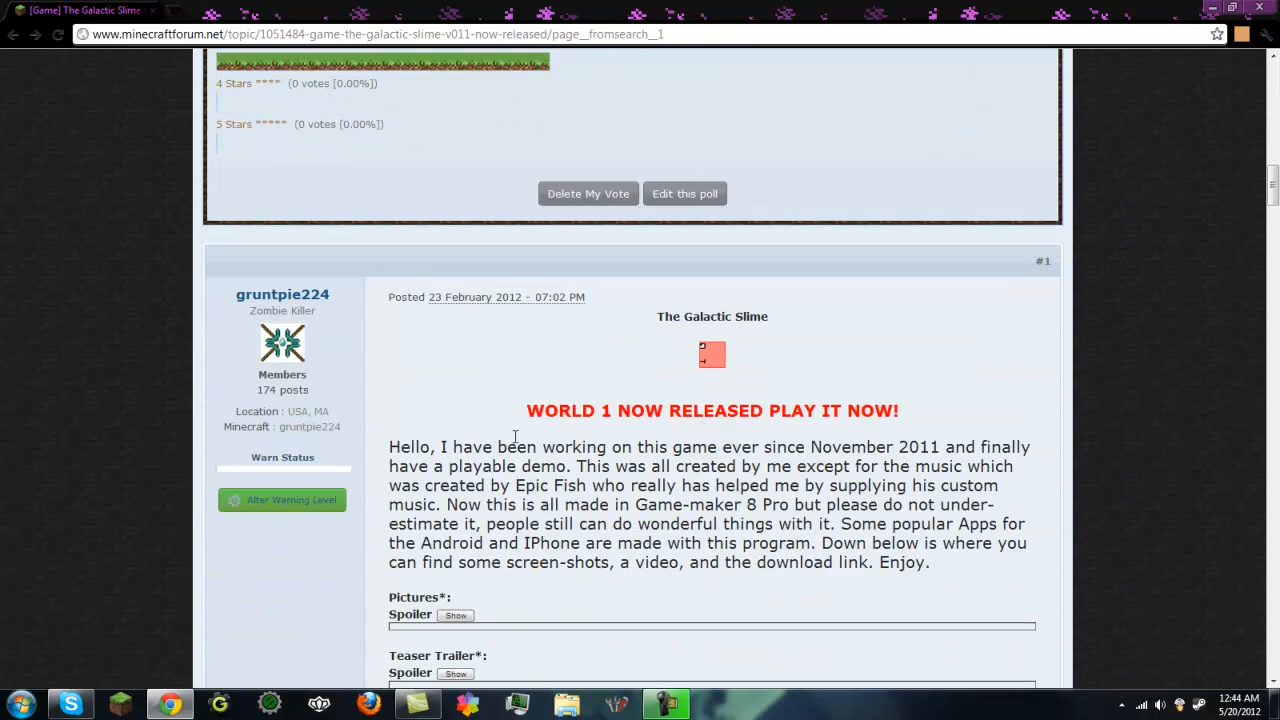 [Game] The Galactic Slime
www.minecraftforum.net/topic/1051484-game-the-galactic-slime-v011-now-released/page__fromsearch__1
4 Stars **** (0 votes [0.00%])
5 Stars ***** (0 votes [0.00%])
Delete My Vote Edit this poll
#1
gruntpie224
Zombie Killer
Members
174 posts
Location : USA, MA
Minecraft : gruntpie224
Warn Status
Alter Warning Level
Posted 23 February 2012 - 07:02 PM
The Galactic Slime
WORLD 1 NOW RELEASED PLAY IT NOW!
Hello, I have been working on this game ever since November 2011 and finally
have a playable demo. This was all created by me except for the music which
was created by Epic Fish who really has helped me by supplying his custom
music. Now this is all made in Game-maker 8 Pro but please do not under-
estimate it, people still can do wonderful things with it. Some popular Apps for
the Android and IPhone are made with this program. Down below is where you
can find some screen-shots, a video, and the download link. Enjoy.
Pictures*:
Spoiler Show
Teaser Trailer*:
Spoiler Show
12:44 AM
5/20/2012